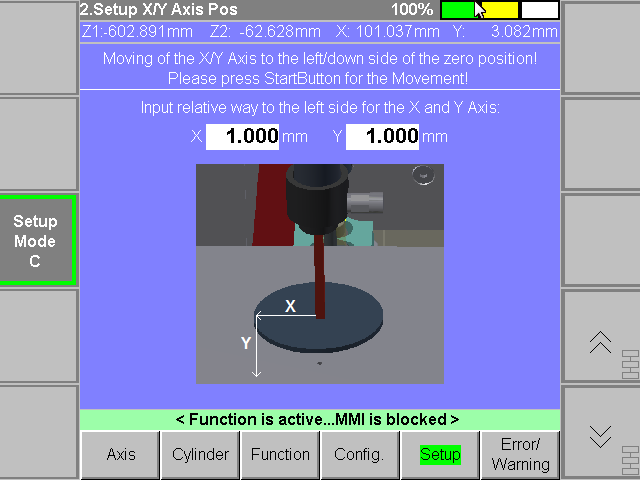 2.Setup X/Y Axis Pos 100%
Z1:-602.891mm Z2: -62.628mm X: 101.037mm Y: 3.082mm
Moving of the X/Y Axis to the left/down side of the zero position!
Please press StartButton for the Movement!
Input relative way to the left side for the X and Y Axis:
X 1.000 mm Y 1.000 mm
Setup
Mode
C
X
Y
< Function is active...MMI is blocked >
Axis Cylinder Function Config. Setup Error/
Warning